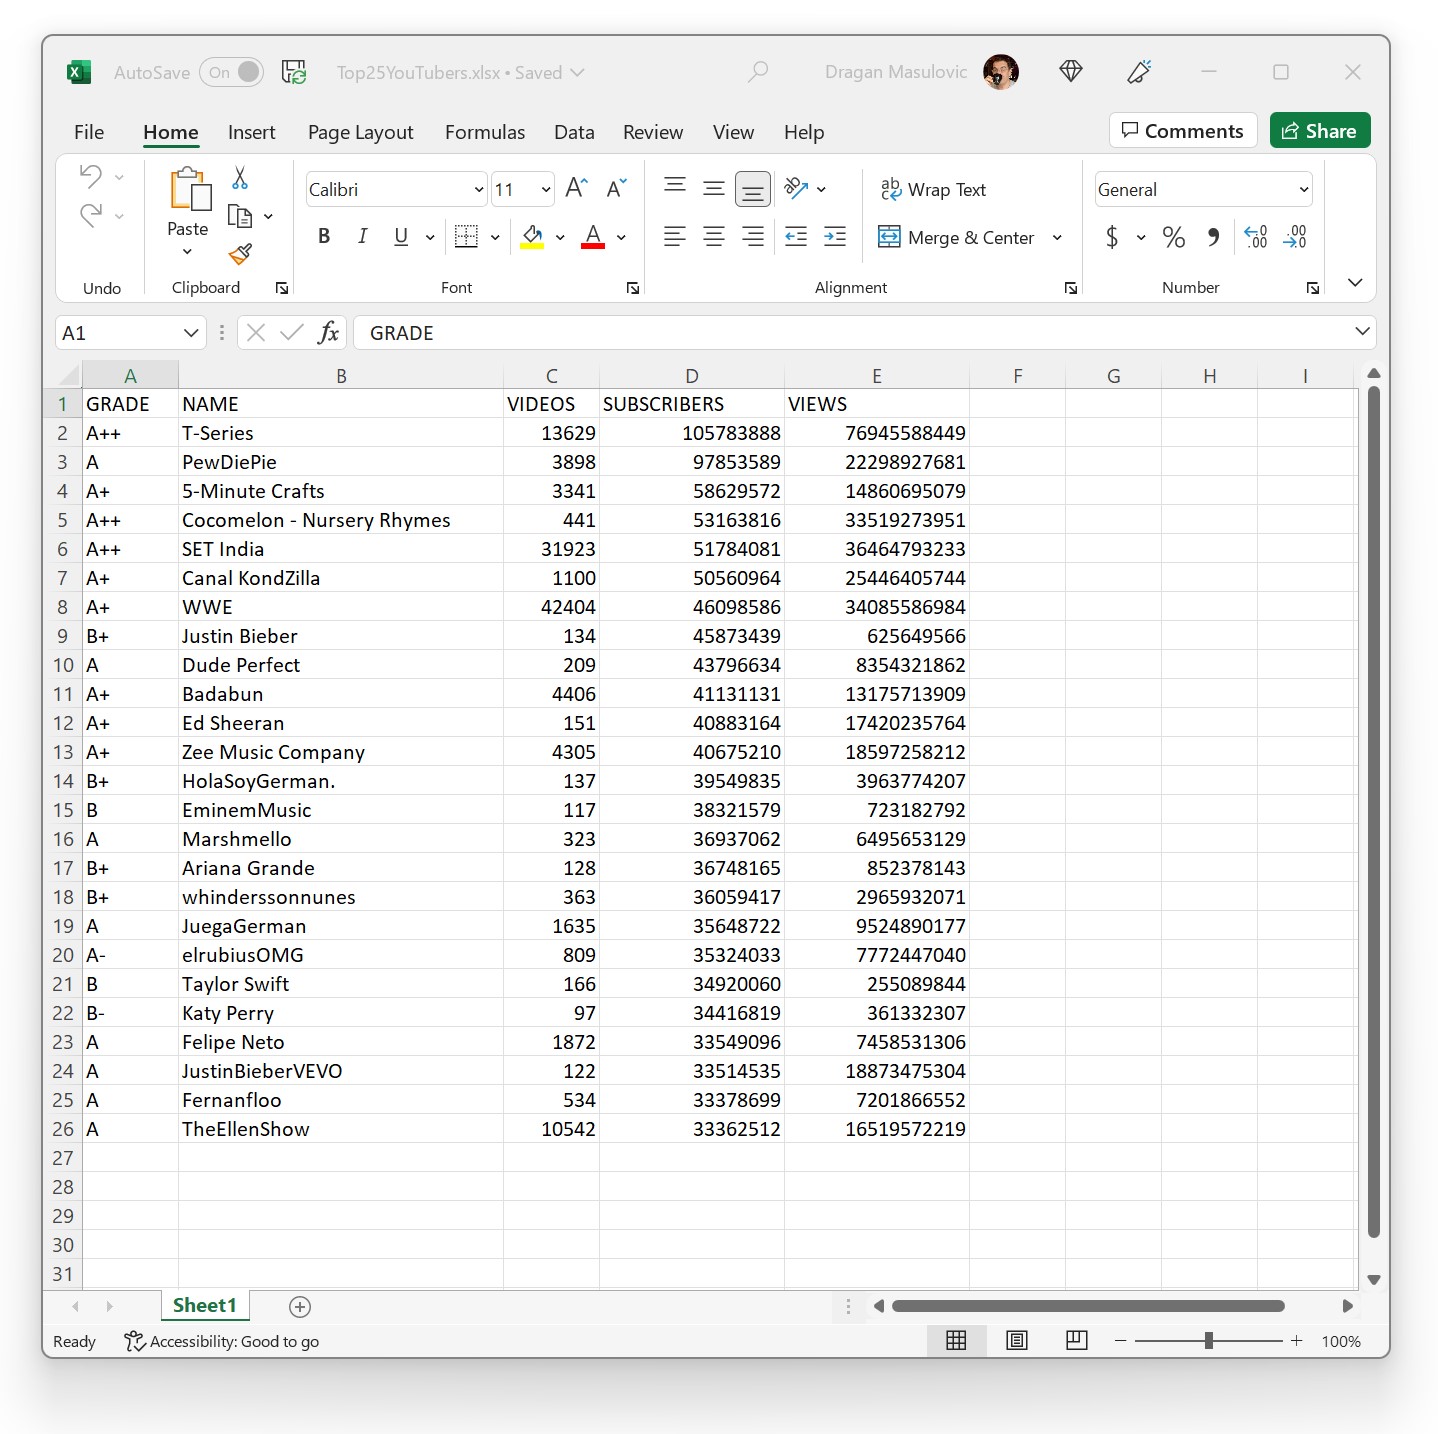 AutoSave On Top25YouTubers.xlsx • Saved Dragan Masulovic
File Home Insert Page Layout Formulas Data Review View Help Comments Share
Calibri 11 ab Wrap Text General
Paste B I U A Merge & Center $ % .00 .00
Undo Clipboard Font Alignment Number
A1 fx GRADE
A B C D E F G H I
1 GRADE NAME VIDEOS SUBSCRIBERS VIEWS
2 A++ T-Series 13629 105783888 76945588449
3 A PewDiePie 3898 97853589 22298927681
4 A+ 5-Minute Crafts 3341 58629572 14860695079
5 A++ Cocomelon - Nursery Rhymes 441 53163816 33519273951
6 A++ SET India 31923 51784081 36464793233
7 A+ Canal KondZilla 1100 50560964 25446405744
8 A+ WWE 42404 46098586 34085586984
9 B+ Justin Bieber 134 45873439 625649566
10 A Dude Perfect 209 43796634 8354321862
11 A+ Badabun 4406 41131131 13175713909
12 A+ Ed Sheeran 151 40883164 17420235764
13 A+ Zee Music Company 4305 40675210 18597258212
14 B+ HolaSoyGerman. 137 39549835 3963774207
15 B EminemMusic 117 38321579 723182792
16 A Marshmello 323 36937062 6495653129
17 B+ Ariana Grande 128 36748165 852378143
18 B+ whinderssonnunes 363 36059417 2965932071
19 A JuegaGerman 1635 35648722 9524890177
20 A- elrubiusOMG 809 35324033 7772447040
21 B Taylor Swift 166 34920060 255089844
22 B- Katy Perry 97 34416819 361332307
23 A Felipe Neto 1872 33549096 7458531306
24 A JustinBieberVEVO 122 33514535 18873475304
25 A Fernanfloo 534 33378699 7201866552
26 A TheEllenShow 10542 33362512 16519572219
27
28
29
30
31
Sheet1
Ready Accessibility: Good to go 100%